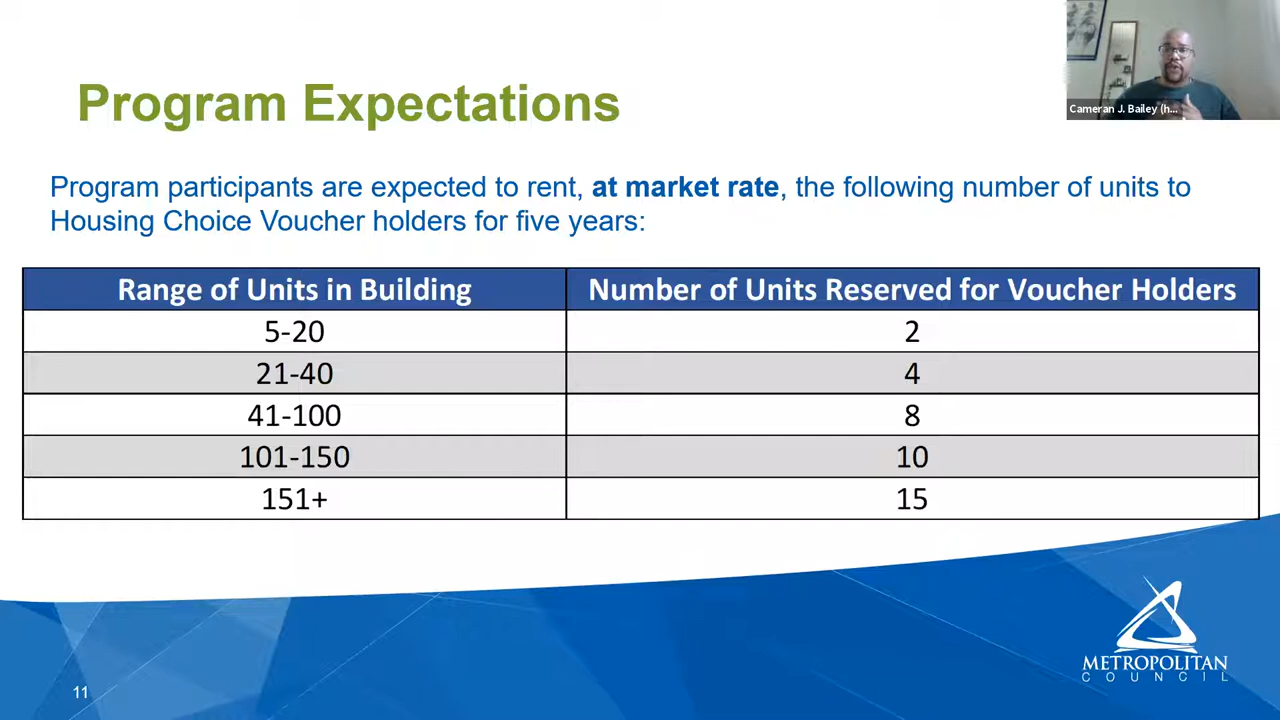 Cameran J. Bailey (h...
Program Expectations
Program participants are expected to rent, at market rate, the following number of units to
Housing Choice Voucher holders for five years:
Range of Units in Building Number of Units Reserved for Voucher Holders
5-20 2
21-40 4
41-100 8
101-150 10
151+ 15
METROPOLITAN
COUNCIL
11